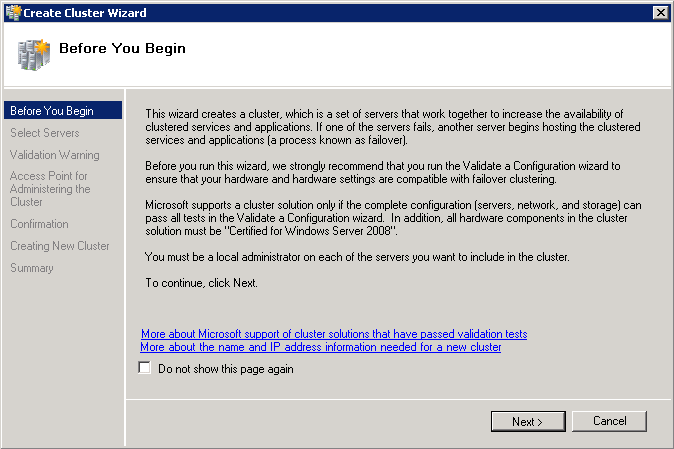 Create Cluster Wizard
Before You Begin
Before You Begin
Select Servers
Validation Warning
Access Point for
Administering the
Cluster
Confirmation
Creating New Cluster
Summary
This wizard creates a cluster, which is a set of servers that work together to increase the availability of
clustered services and applications. If one of the servers fails, another server begins hosting the clustered
services and applications (a process known as failover).
Before you run this wizard, we strongly recommend that you run the Validate a Configuration wizard to
ensure that your hardware and hardware settings are compatible with failover clustering.
Microsoft supports a cluster solution only if the complete configuration (servers, network, and storage) can
pass all tests in the Validate a Configuration wizard.  In addition, all hardware components in the cluster
solution must be "Certified for Windows Server 2008".
You must be a local administrator on each of the servers you want to include in the cluster.
To continue, click Next.
More about Microsoft support of cluster solutions that have passed validation tests
More about the name and IP address information needed for a new cluster
Do not show this page again
Next >
Cancel